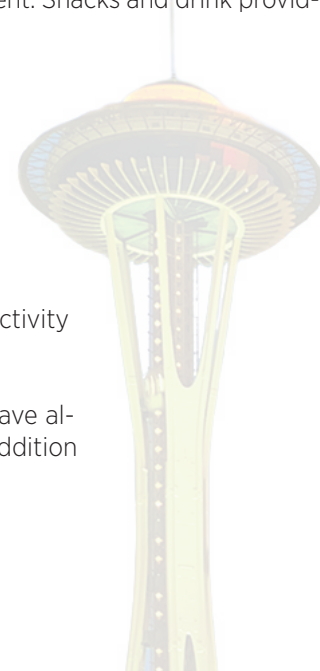 ent. Snacks and drink provid-
ctivity
ave al-
ddition